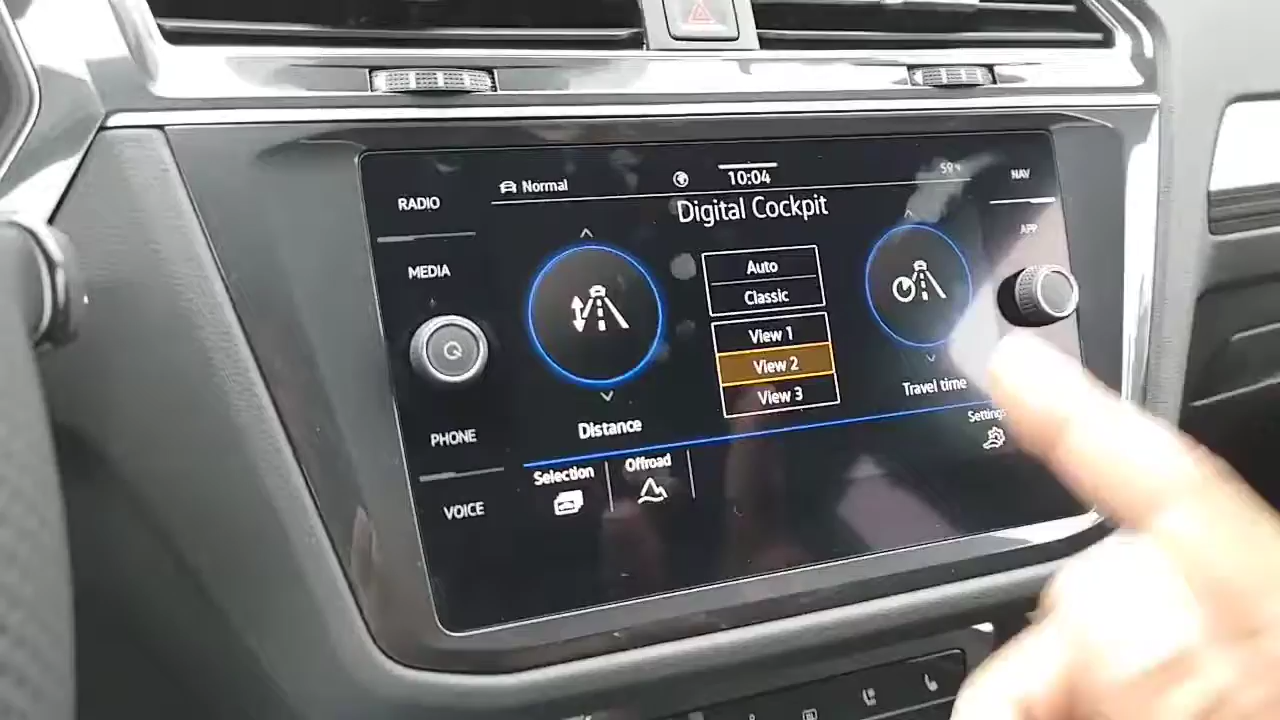 RADIO
MEDIA
PHONE
VOICE
Normal
10:04
NAV
APP
Digital Cockpit
Auto
Classic
View 1
View 2
View 3
Distance
Travel time
Selection
Offroad
Settings